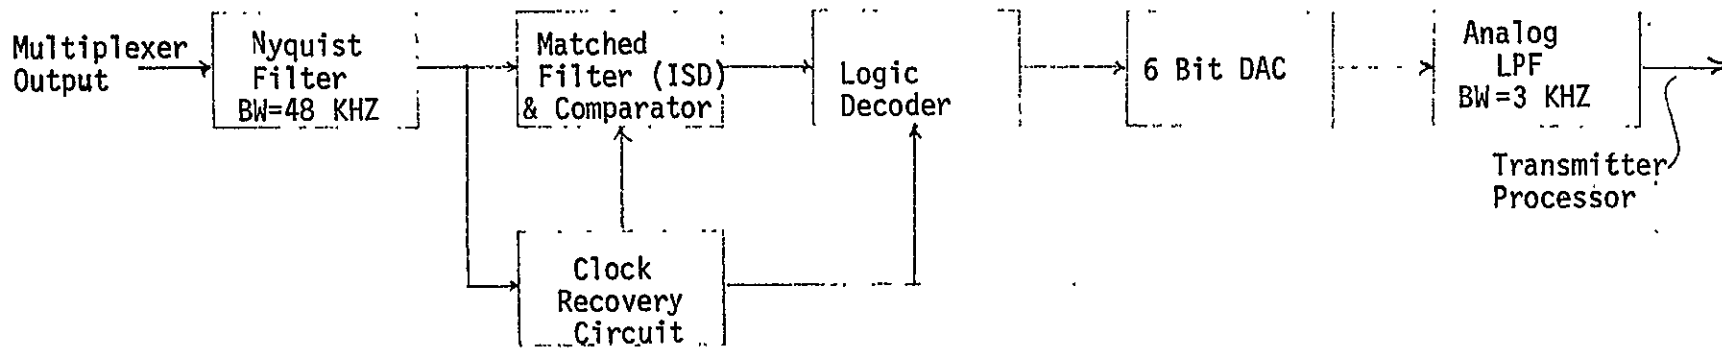 Multiplexer
Output
Nyquist
Filter
BW=48 KHZ
Matched
Filter (ISD)
& Comparator
Logic
Decoder
6 Bit DAC
Analog
LPF
BW=3 KHZ
Transmitter
Processor
Clock
Recovery
Circuit